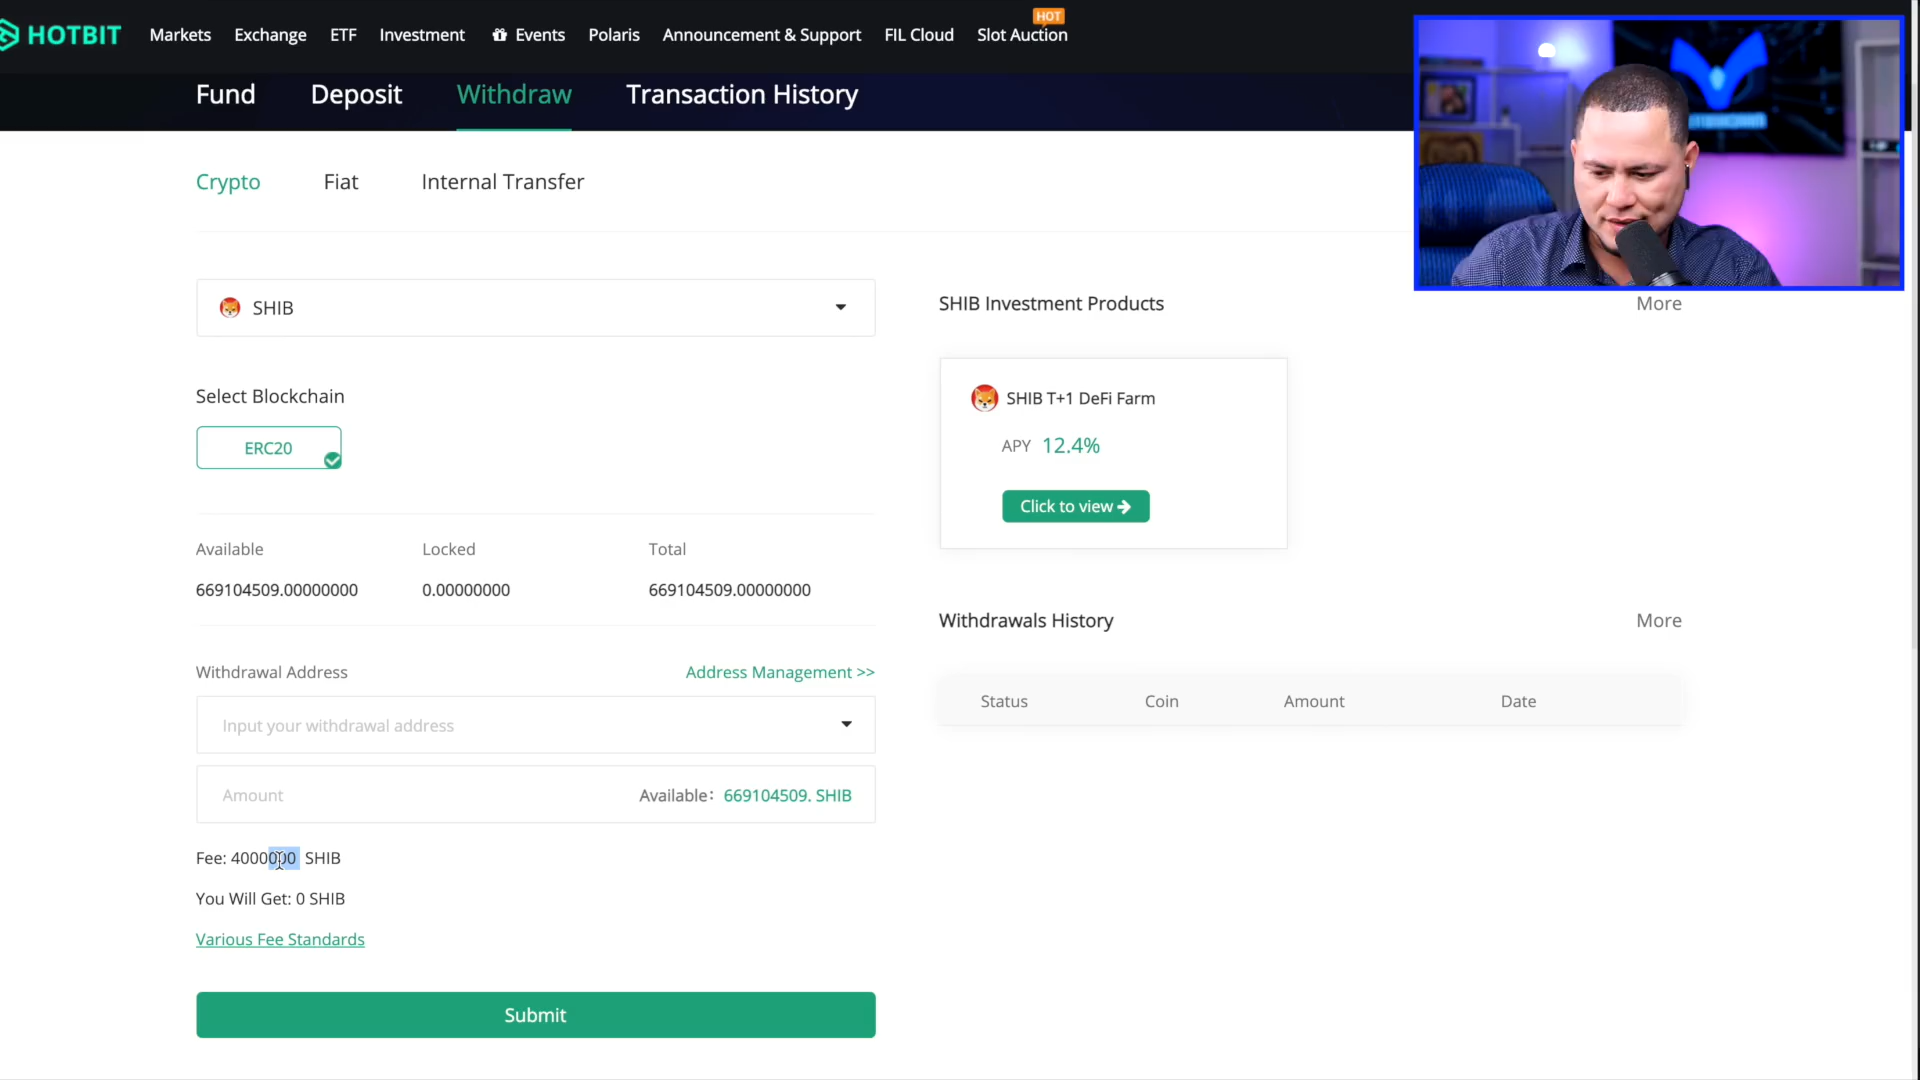 HOTBIT Markets Exchange ETF Investment Events Polaris Announcement & Support FIL Cloud Slot Auction HOT
Fund Deposit Withdraw Transaction History
Crypto Fiat Internal Transfer
SHIB
SHIB Investment Products More
Select Blockchain
ERC20
SHIB T+1 DeFi Farm
APY 12.4%
Click to view
Available Locked Total
669104509.00000000 0.00000000 669104509.00000000
Withdrawals History More
Withdrawal Address Address Management >>
Status Coin Amount Date
Input your withdrawal address
Amount Available: 669104509. SHIB
Fee: 4000000 SHIB
You Will Get: 0 SHIB
Various Fee Standards
Submit